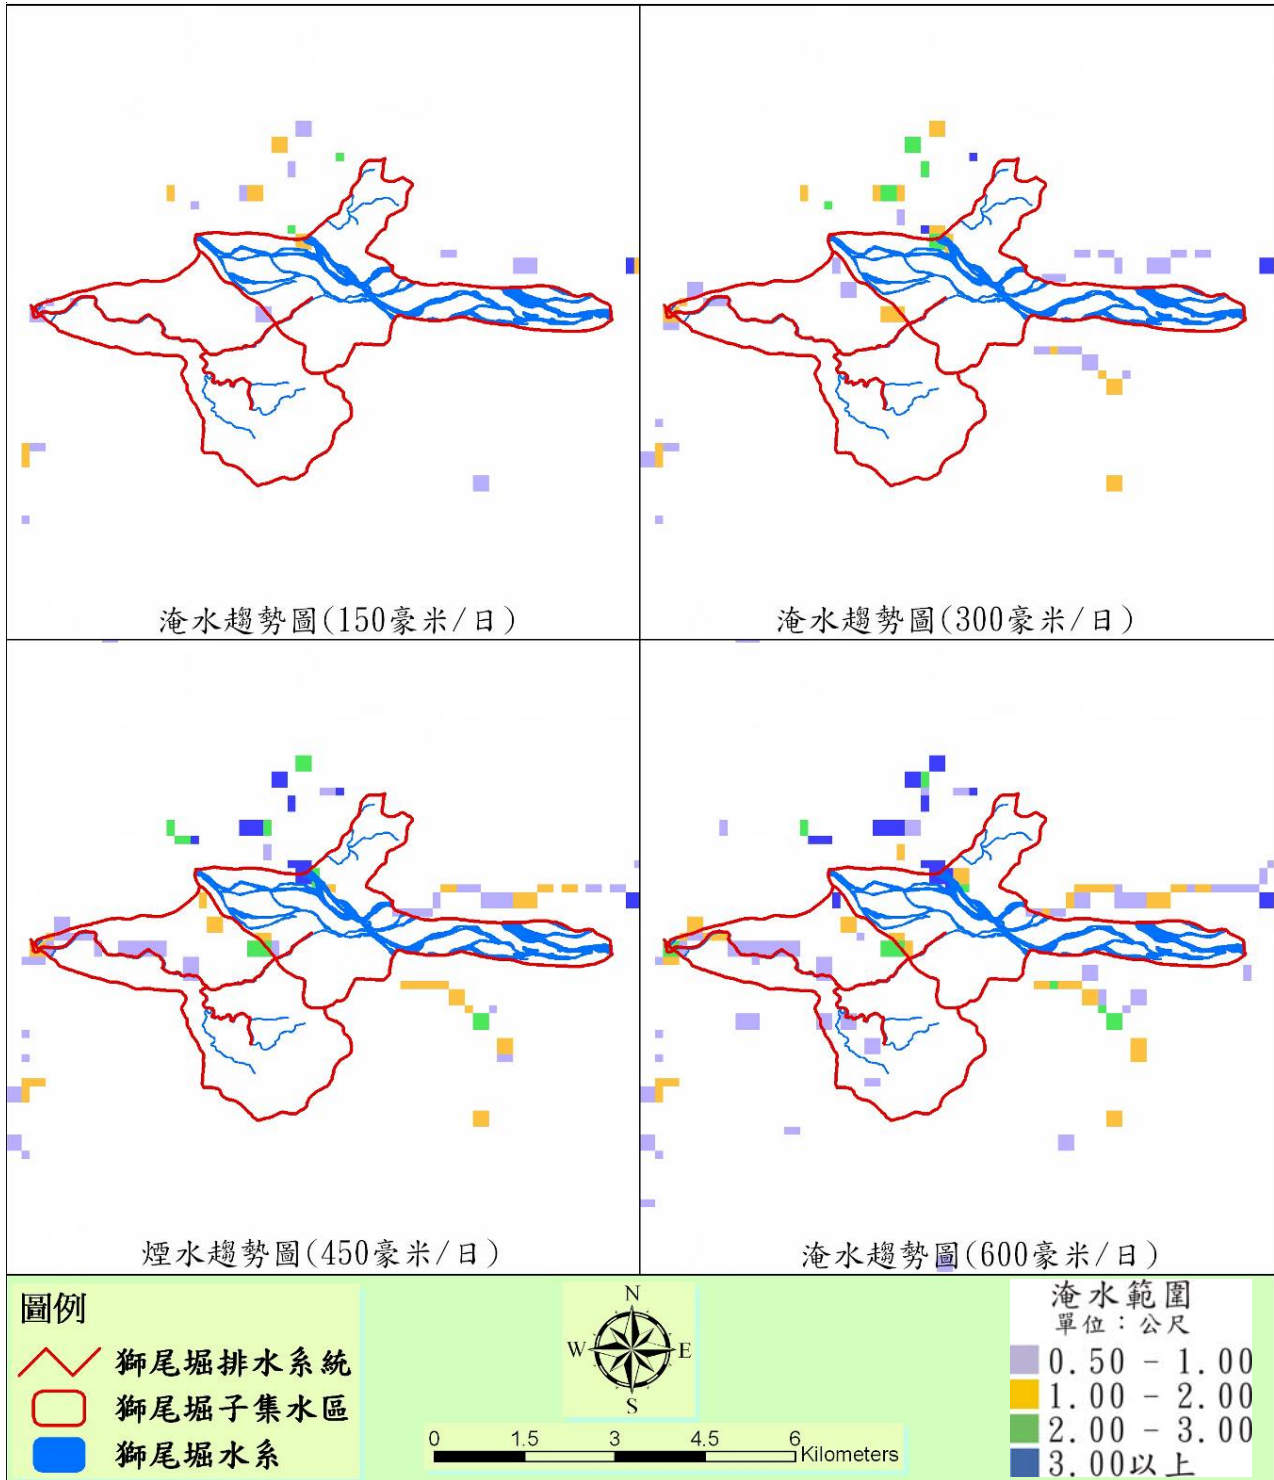 淹水趨勢圖(150豪米/日)
淹水趨勢圖(300豪米/日)
煙水趨勢圖(450豪米/日)
淹水趨勢圖(600豪米/日)
圖例
獅尾堀排水系統
獅尾堀子集水區
獅尾堀水系
N
W E
S
0 1.5 3 4.5 6
Kilometers
淹水範圍
單位：公尺
0.50 - 1.00
1.00 - 2.00
2.00 - 3.00
3.00以上